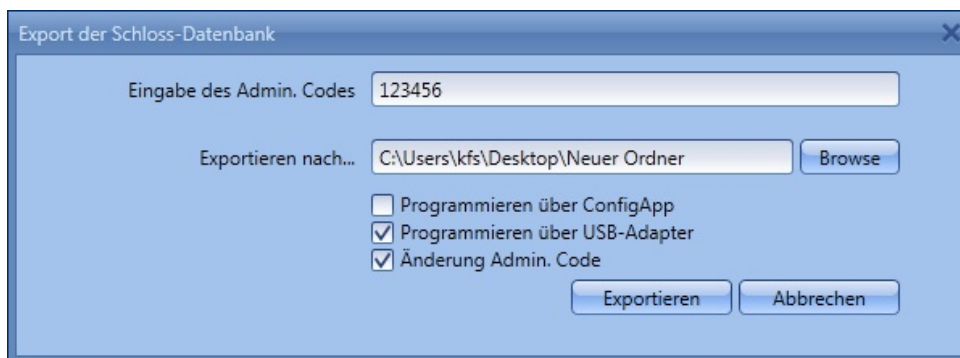 Export der Schloss-Datenbank
Eingabe des Admin. Codes 123456
Exportieren nach... C:\Users\kfs\Desktop\Neuer Ordner Browse
Programmieren über ConfigApp
Programmieren über USB-Adapter
Änderung Admin. Code
Exportieren Abbrechen